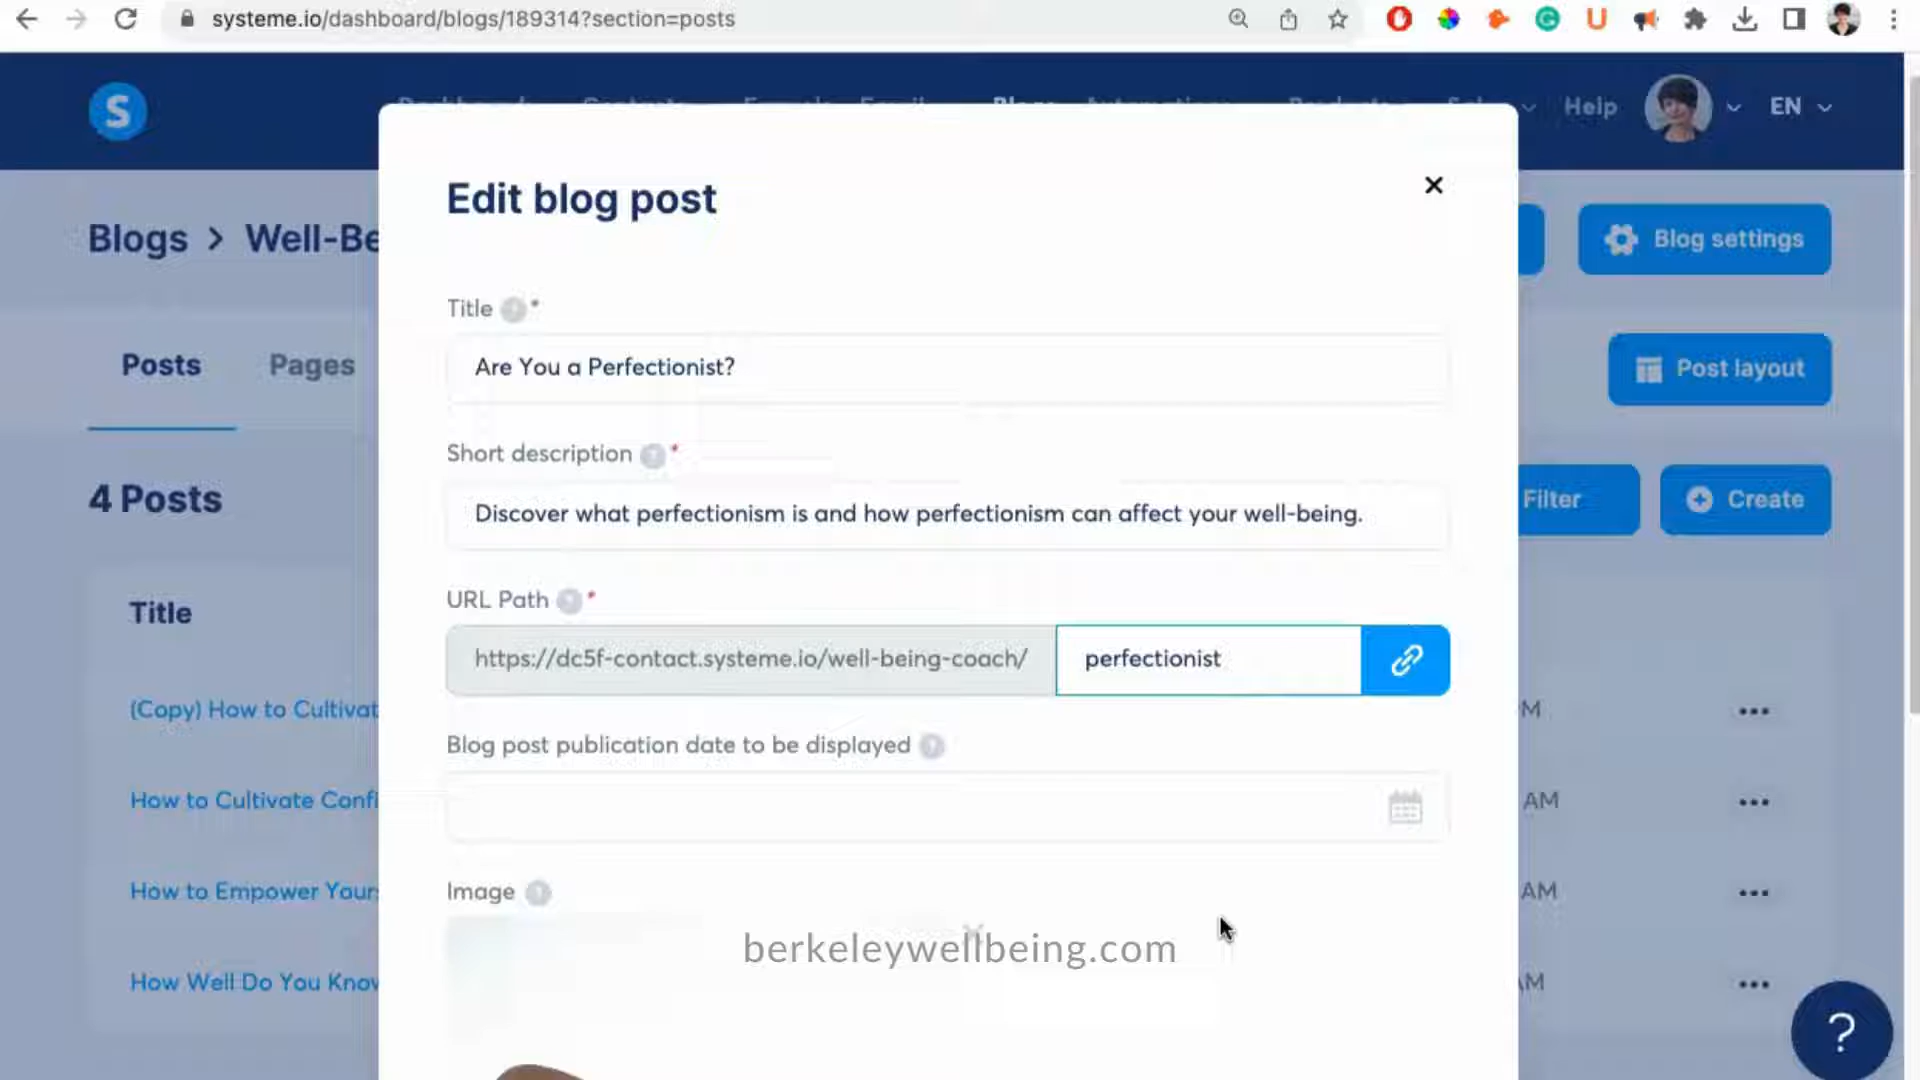 systeme.io/dashboard/blogs/189314?section=posts
S
Blogs
Help
EN
Edit blog post
Blogs > Well-Be
Blog settings
Title *
Posts
Pages
Are You a Perfectionist?
Post layout
Short description *
4 Posts
Discover what perfectionism is and how perfectionism can affect your well-being.
Filter
Create
URL Path *
Title
https://dc5f-contact.systeme.io/well-being-coach/
perfectionist
(Copy) How to Cultivat
M
Blog post publication date to be displayed
How to Cultivate Confi
AM
Image
How to Empower Your
AM
berkeleywellbeing.com
How Well Do You Know
AM
?